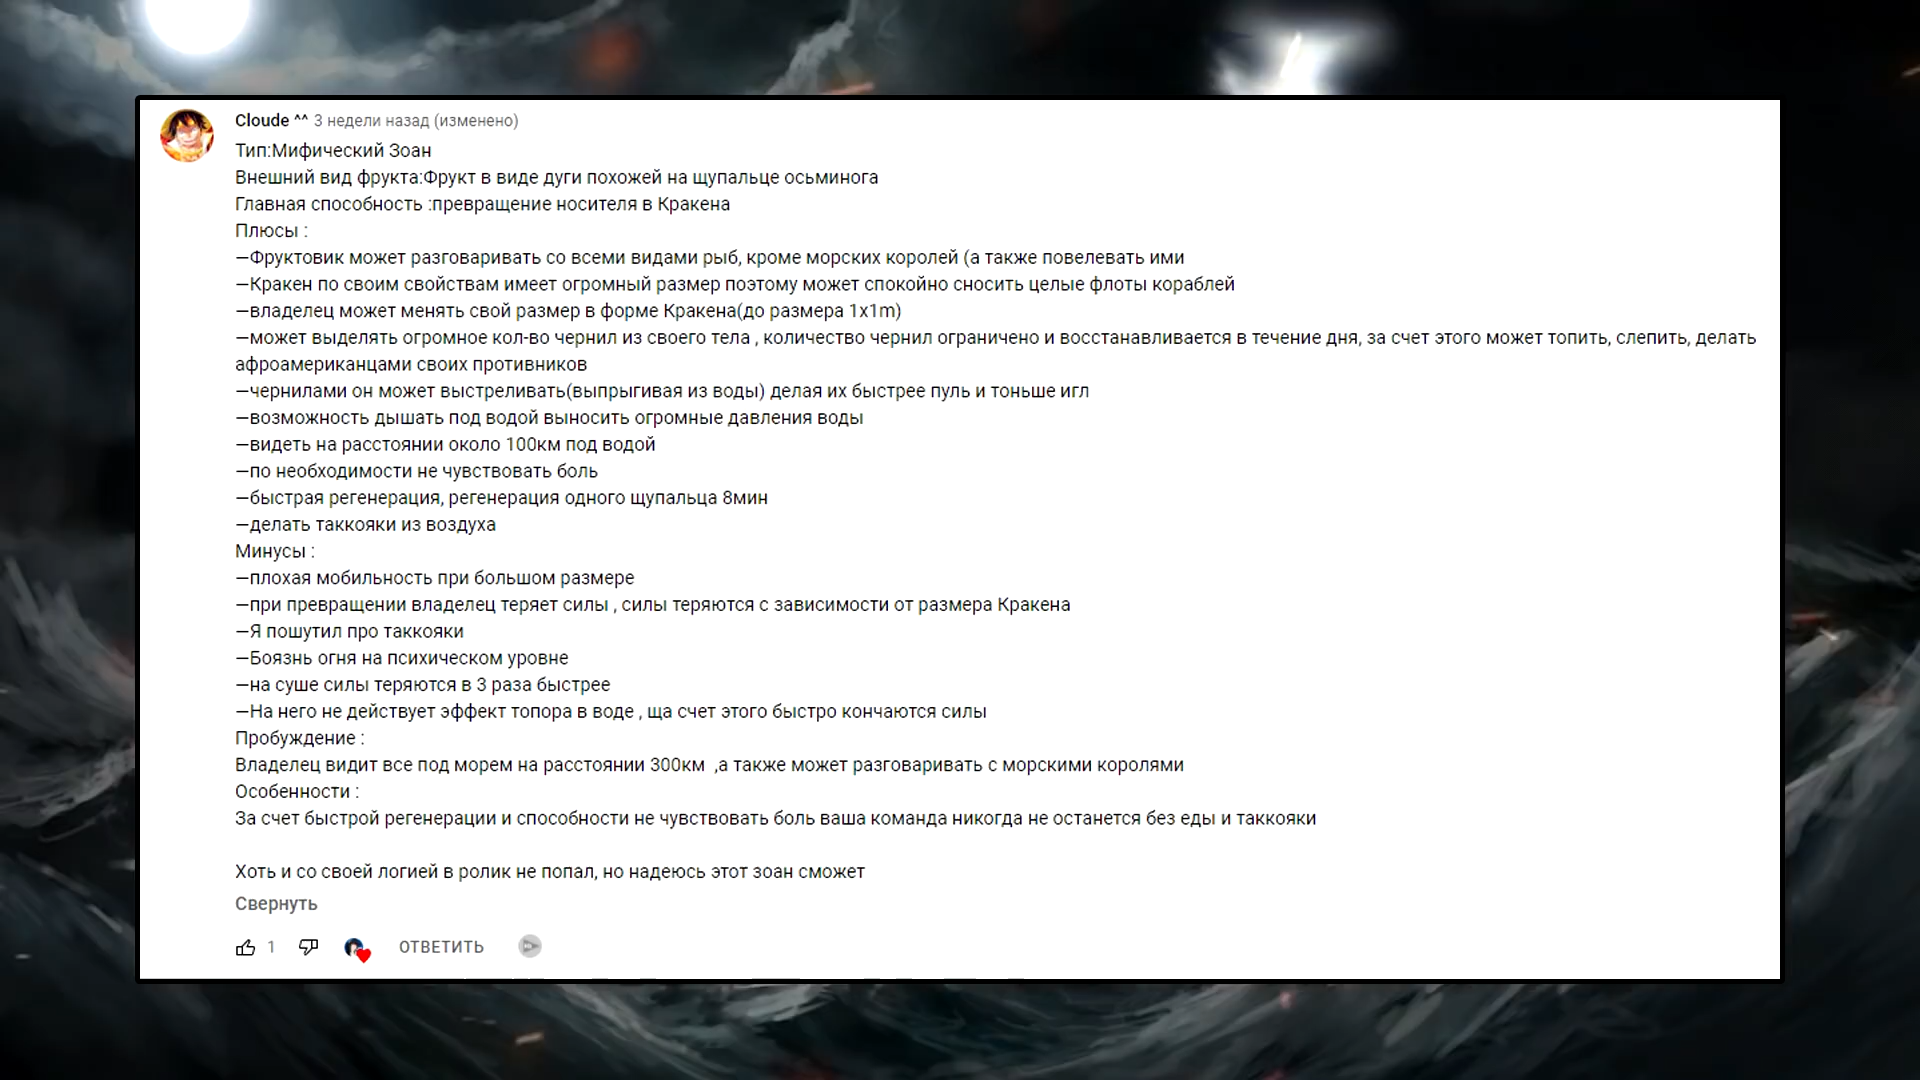 Cloude ^^ 3 недели назад (изменено)
Тип:Мифический Зоан
Внешний вид фрукта:Фрукт в виде дуги похожей на щупальце осьминога
Главная способность :превращение носителя в Кракена
Плюсы :
—Фруктовик может разговаривать со всеми видами рыб, кроме морских королей (а также повелевать ими
—Кракен по своим свойствам имеет огромный размер поэтому может спокойно сносить целые флоты кораблей
—владелец может менять свой размер в форме Кракена(до размера 1x1m)
—может выделять огромное кол-во чернил из своего тела , количество чернил ограничено и восстанавливается в течение дня, за счет этого может топить, слепить, делать
афроамериканцами своих противников
—чернилами он может выстреливать(выпрыгивая из воды) делая их быстрее пуль и тоньше игл
—возможность дышать под водой выносить огромные давления воды
—видеть на расстоянии около 100км под водой
—по необходимости не чувствовать боль
—быстрая регенерация, регенерация одного щупальца 8мин
—делать таккояки из воздуха
Минусы :
—плохая мобильность при большом размере
—при превращении владелец теряет силы , силы теряются с зависимости от размера Кракена
—Я пошутил про таккояки
—Боязнь огня на психическом уровне
—на суше силы теряются в 3 раза быстрее
—На него не действует эффект топора в воде , ща счет этого быстро кончаются силы
Пробуждение :
Владелец видит все под морем на расстоянии 300км ,а также может разговаривать с морскими королями
Особенности :
За счет быстрой регенерации и способности не чувствовать боль ваша команда никогда не останется без еды и таккояки
Хоть и со своей логией в ролик не попал, но надеюсь этот зоан сможет
Свернуть
1 ОТВЕТИТЬ